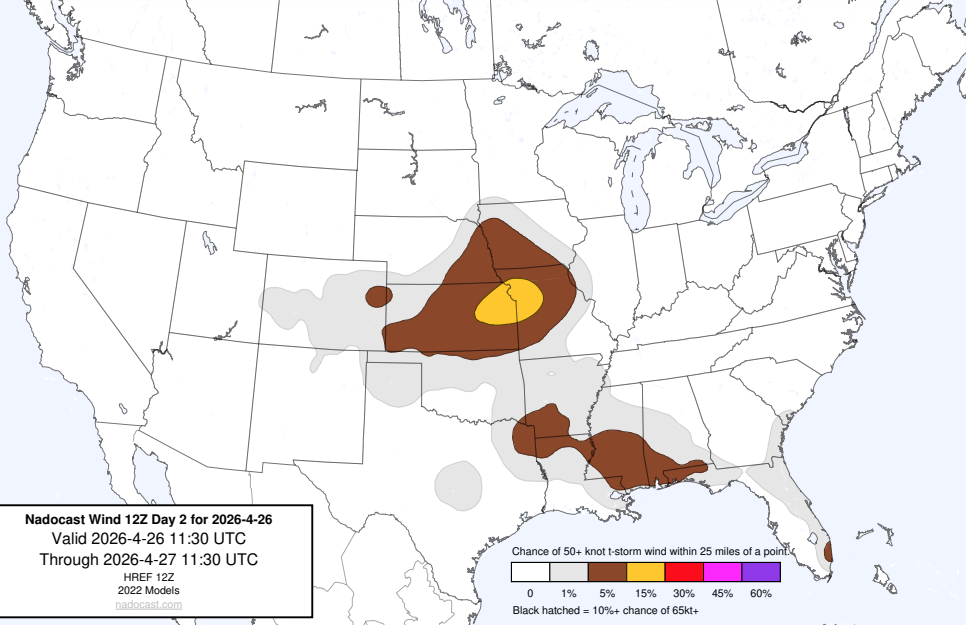 Nadocast Wind 12Z Day 2 for 2026-4-26
Valid 2026-4-26 11:30 UTC
Through 2026-4-27 11:30 UTC
HREF 12Z
2022 Models
nadocast.com
Chance of 50+ knot t-storm wind within 25 miles of a point.
0 1% 5% 15% 30% 45% 60%
Black hatched = 10%+ chance of 65kt+